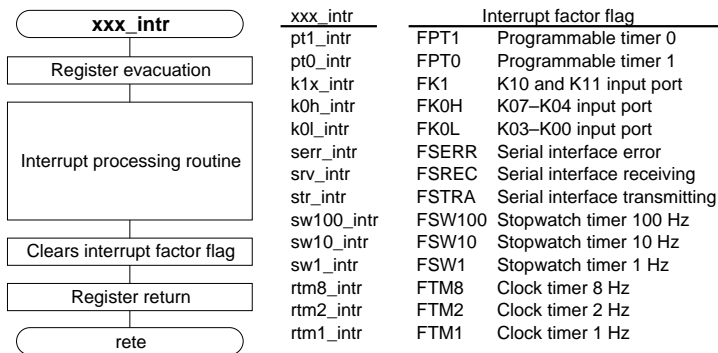 xxx_intr
Register evacuation
Interrupt processing routine
Clears interrupt factor flag
Register return
rete
xxx_intr Interrupt factor flag
pt1_intr FPT1 Programmable timer 0
pt0_intr FPT0 Programmable timer 1
k1x_intr FK1 K10 and K11 input port
k0h_intr FK0H K07–K04 input port
k0l_intr FK0L K03–K00 input port
serr_intr FSERR Serial interface error
srv_intr FSREC Serial interface receiving
str_intr FSTRA Serial interface transmitting
sw100_intr FSW100 Stopwatch timer 100 Hz
sw10_intr FSW10 Stopwatch timer 10 Hz
sw1_intr FSW1 Stopwatch timer 1 Hz
rtm8_intr FTM8 Clock timer 8 Hz
rtm2_intr FTM2 Clock timer 2 Hz
rtm1_intr FTM1 Clock timer 1 Hz